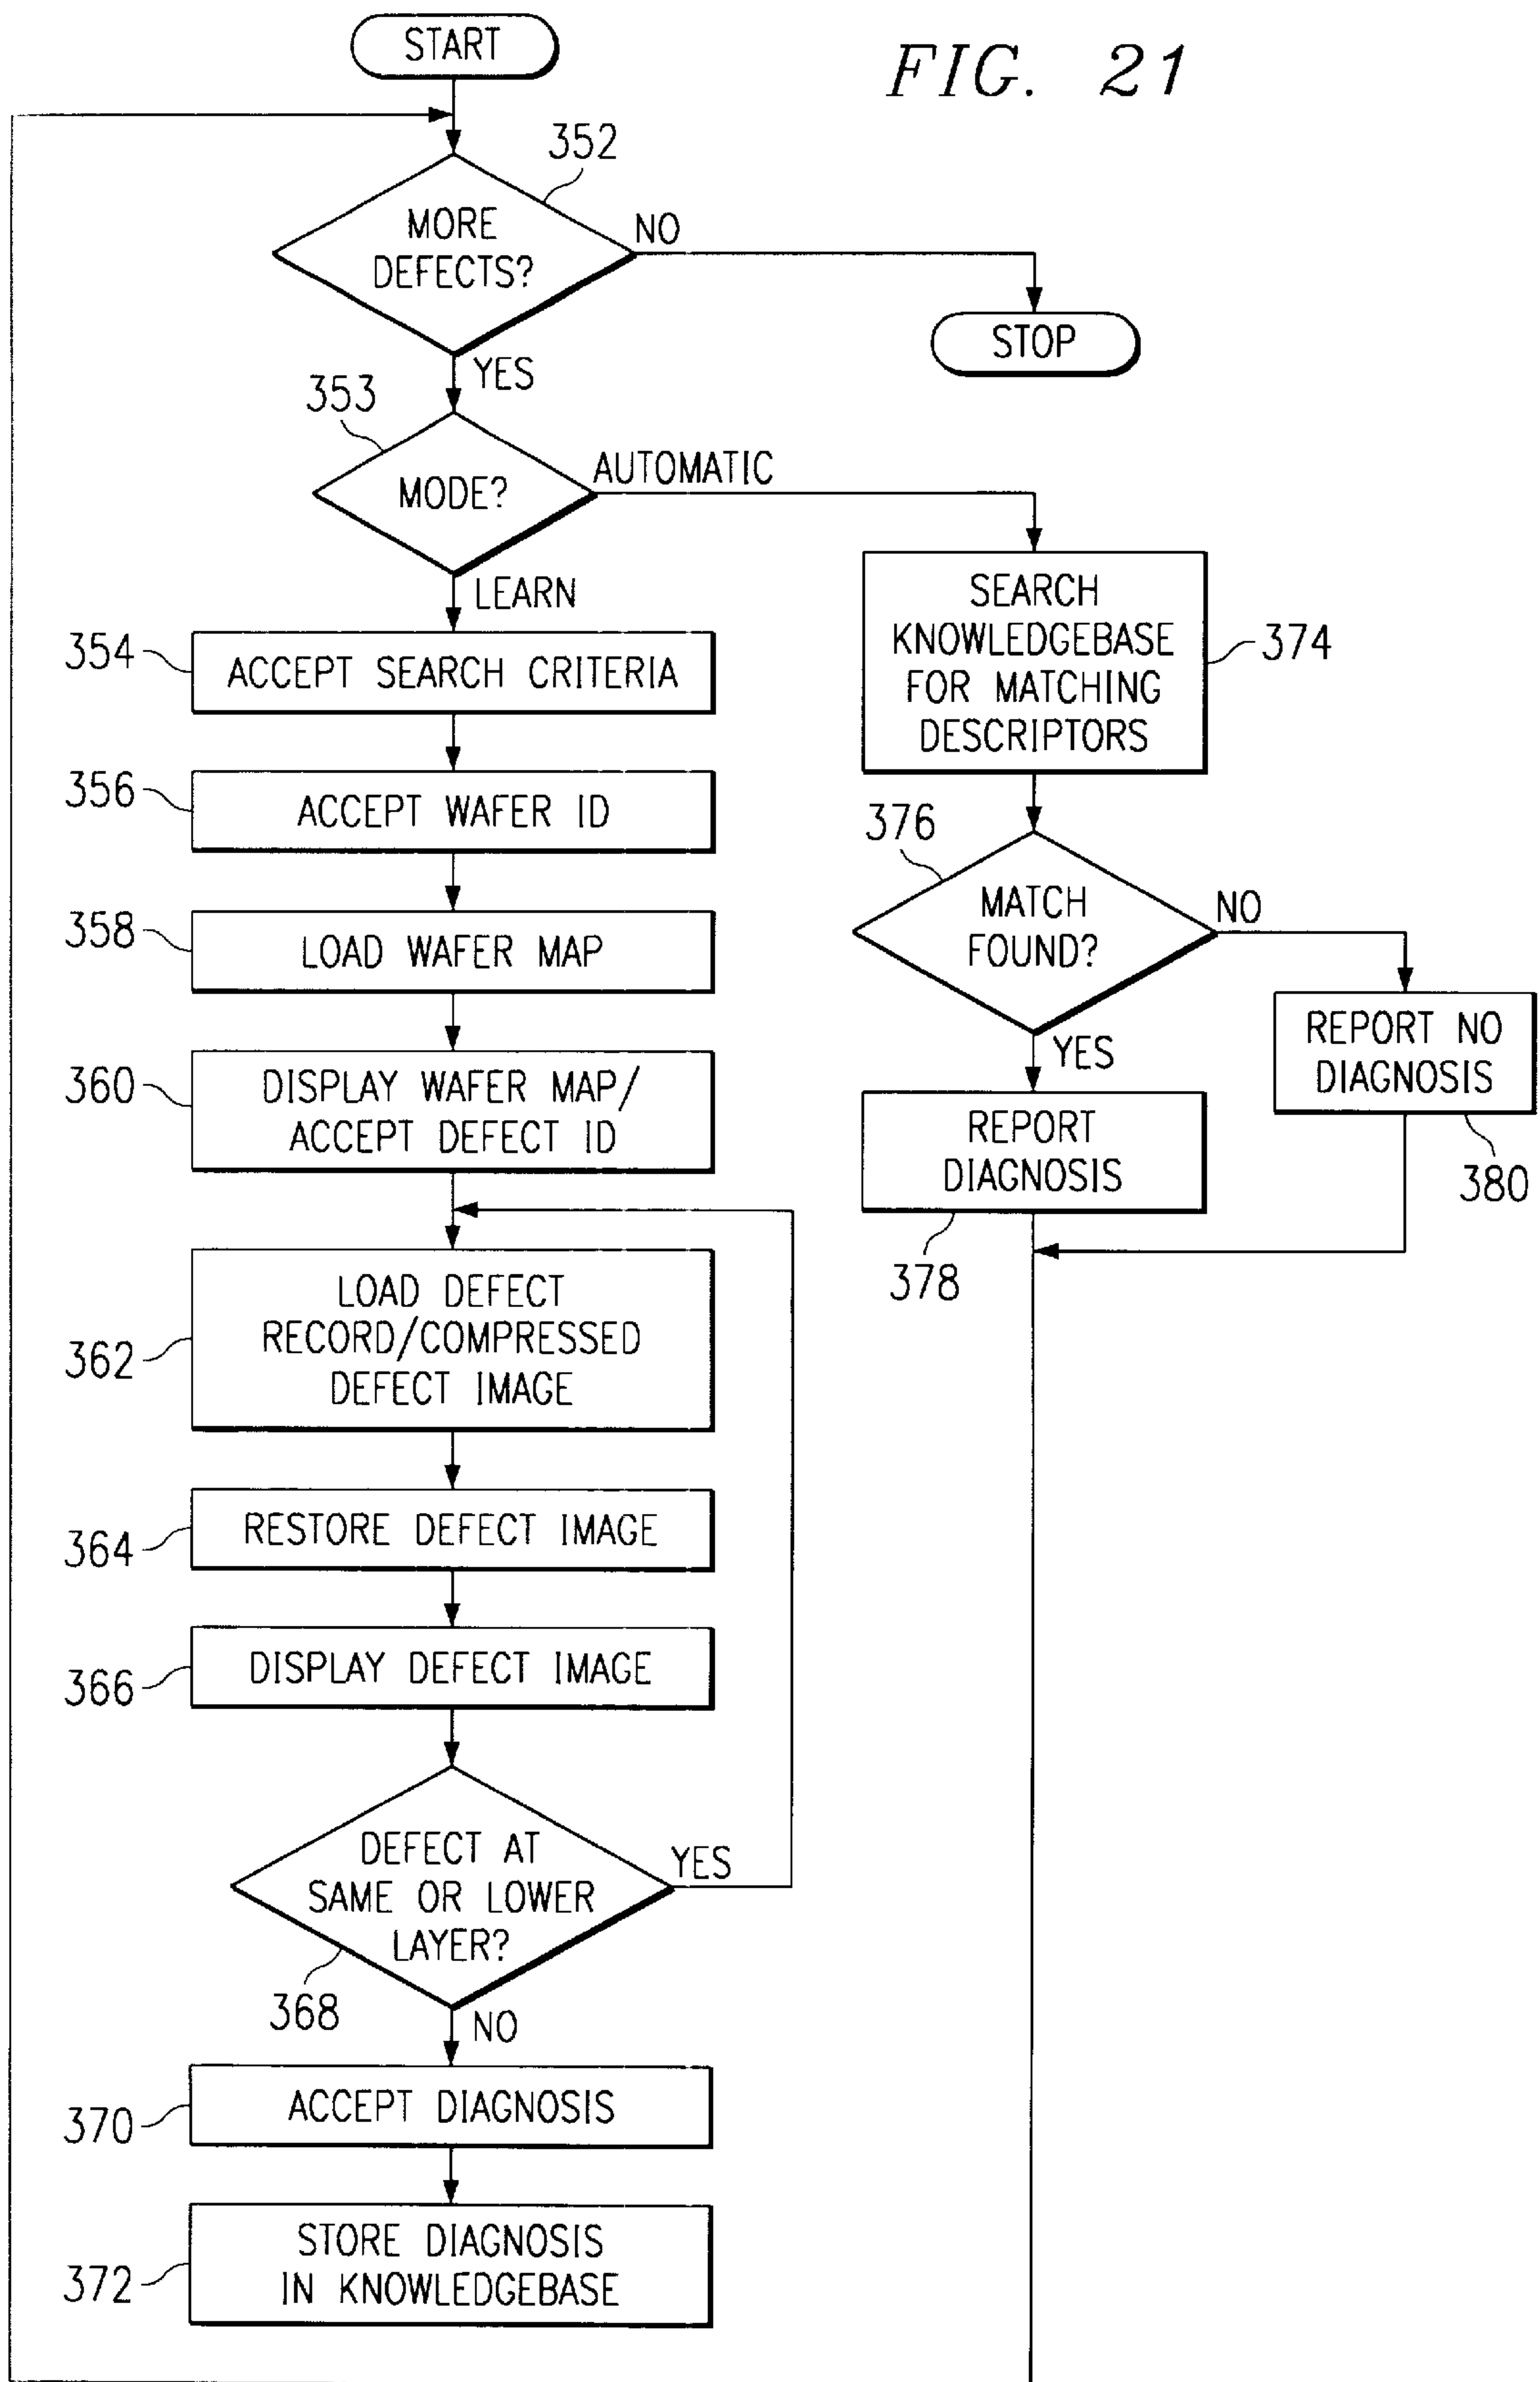 START
FIG. 21
352
MORE
DEFECTS?
NO
STOP
YES
353
MODE?
AUTOMATIC
LEARN
354
ACCEPT SEARCH CRITERIA
SEARCH
KNOWLEDGEBASE
FOR MATCHING
DESCRIPTORS
374
356
ACCEPT WAFER ID
376
MATCH
FOUND?
NO
358
LOAD WAFER MAP
YES
REPORT NO
DIAGNOSIS
380
360
DISPLAY WAFER MAP/
ACCEPT DEFECT ID
REPORT
DIAGNOSIS
378
362
LOAD DEFECT
RECORD/COMPRESSED
DEFECT IMAGE
364
RESTORE DEFECT IMAGE
366
DISPLAY DEFECT IMAGE
DEFECT AT
SAME OR LOWER
LAYER?
YES
368
NO
370
ACCEPT DIAGNOSIS
372
STORE DIAGNOSIS
IN KNOWLEDGEBASE